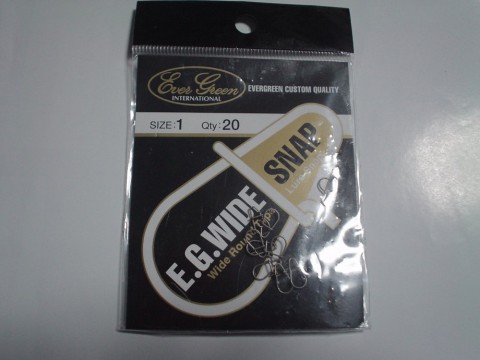 Ever Green
INTERNATIONAL
EVERGREEN CUSTOM QUALITY
SIZE:1 Qty:20
E.G.WIDE
SNAP
Wide Round